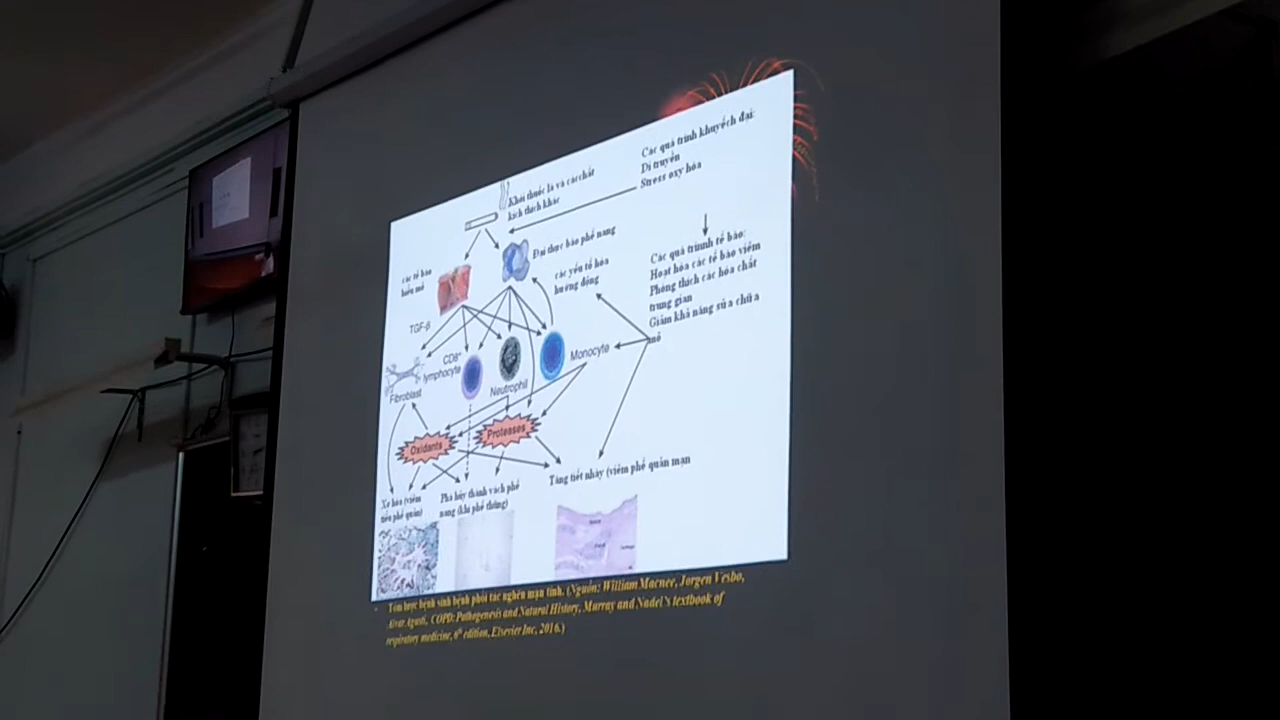 Các quá trình khuyếch đại:
Di truyền
Stress oxy hóa
Khói thuốc lá và các chất
kích thích khác
Đại thực bào phế nang
các tế bào
biểu mô
các yếu tố hóa
hướng động
Các quá trình tế bào:
Hoạt hóa các tế bào viêm
Phóng thích các hóa chất
trung gian
Giảm khả năng sửa chữa
mô
TGF-β
CD8+
lymphocyte
Fibroblast
Neutrophil
Monocyte
Oxidants
Proteases
Xơ hóa (viêm
tiểu phế quản)
Phá hủy thành vách phế
nang (khí phế thũng)
Tăng tiết nhày (viêm phế quản mạn
Tóm lược bệnh sinh bệnh phổi tắc nghẽn mạn tính. (Nguồn: William Macnee, Jorgen Vesbo,
Alvar Agusti, COPD: Pathogenesis and Natural History, Murray and Nadel's textbook of
respiratory medicine, 6th edition, Elsevier Inc, 2016.)